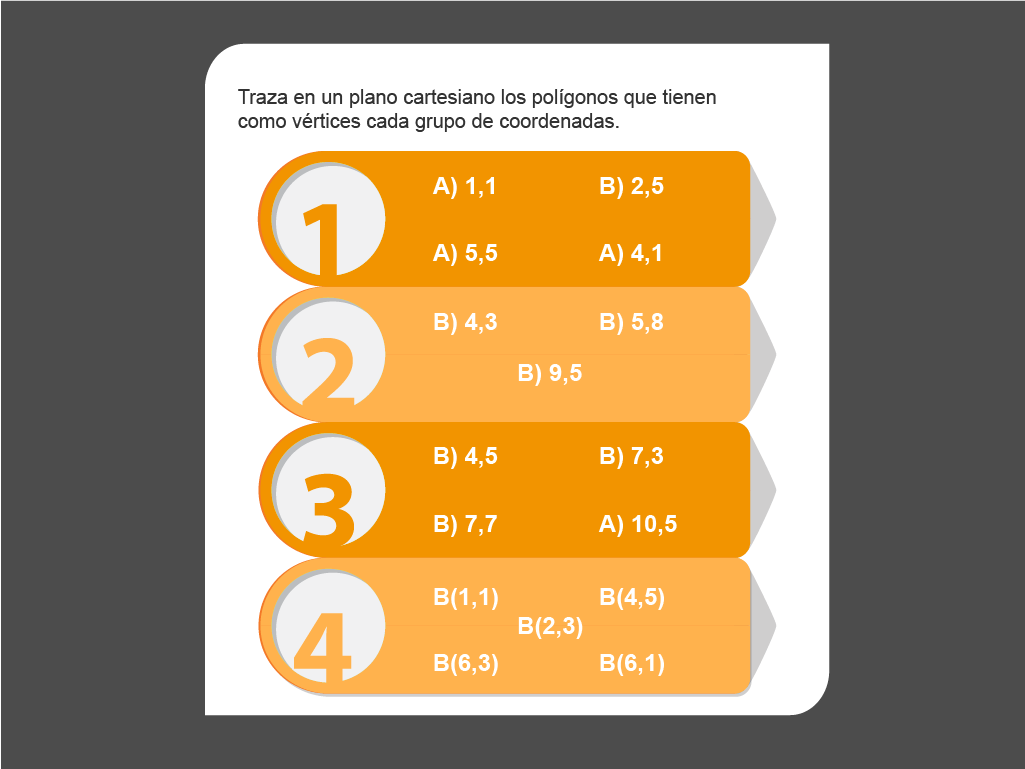 Traza en un plano cartesiano los polígonos que tienen
como vértices cada grupo de coordenadas.
1
A) 1,1 B) 2,5
A) 5,5 A) 4,1
2
B) 4,3 B) 5,8
B) 9,5
3
B) 4,5 B) 7,3
B) 7,7 A) 10,5
4
B(1,1) B(4,5)
B(2,3)
B(6,3) B(6,1)